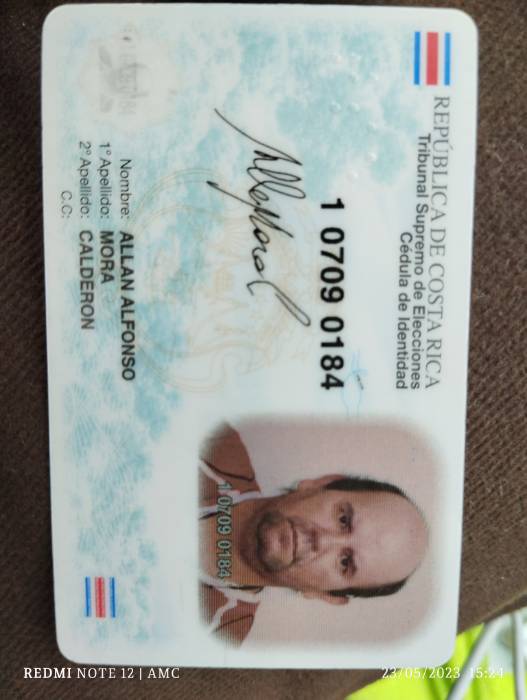 REPÚBLICA DE COSTA RICA
Tribunal Supremo de Elecciones
Cédula de Identidad
1 0709 0184
1 0709 0184
Nombre: ALLAN ALFONSO
1° Apellido: MORA
2° Apellido: CALDERON
C.C:
REDMI NOTE 12 | AMC
23/05/2023 15:24